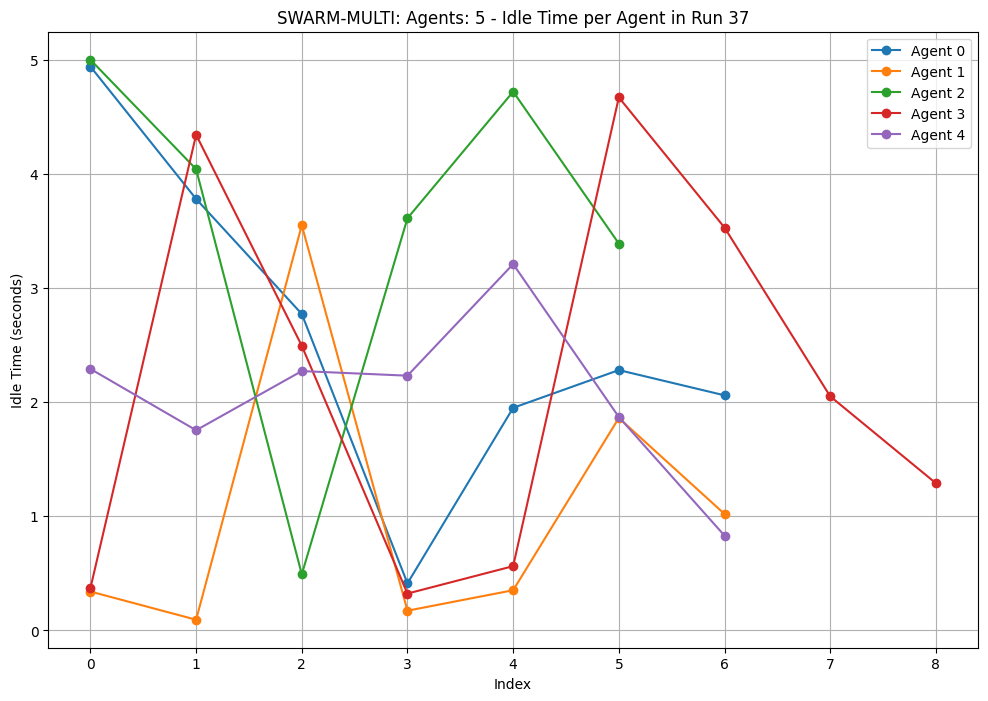 SWARM-MULTI: Agents: 5 - Idle Time per Agent in Run 37
Agent 0
Agent 1
Agent 2
Agent 3
Agent 4
Idle Time (seconds)
5
4
3
2
1
0
0 1 2 3 4 5 6 7 8
Index